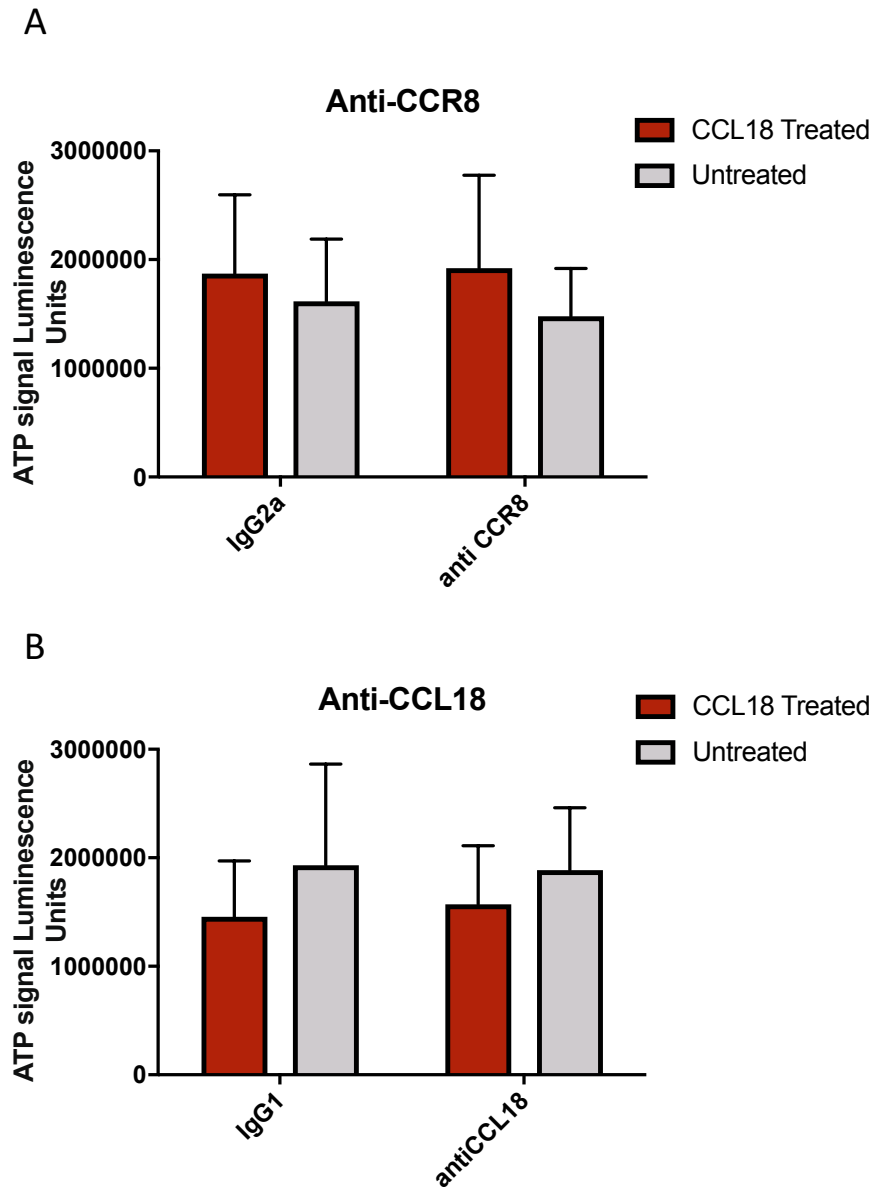 A
Anti-CCR8
CCL18 Treated
Untreated
ATP signal Luminescence
Units
3000000
2000000
1000000
0
IgG2a
anti CCR8
B
Anti-CCL18
CCL18 Treated
Untreated
ATP signal Luminescence
Units
3000000
2000000
1000000
0
IgG1
antiCCL18